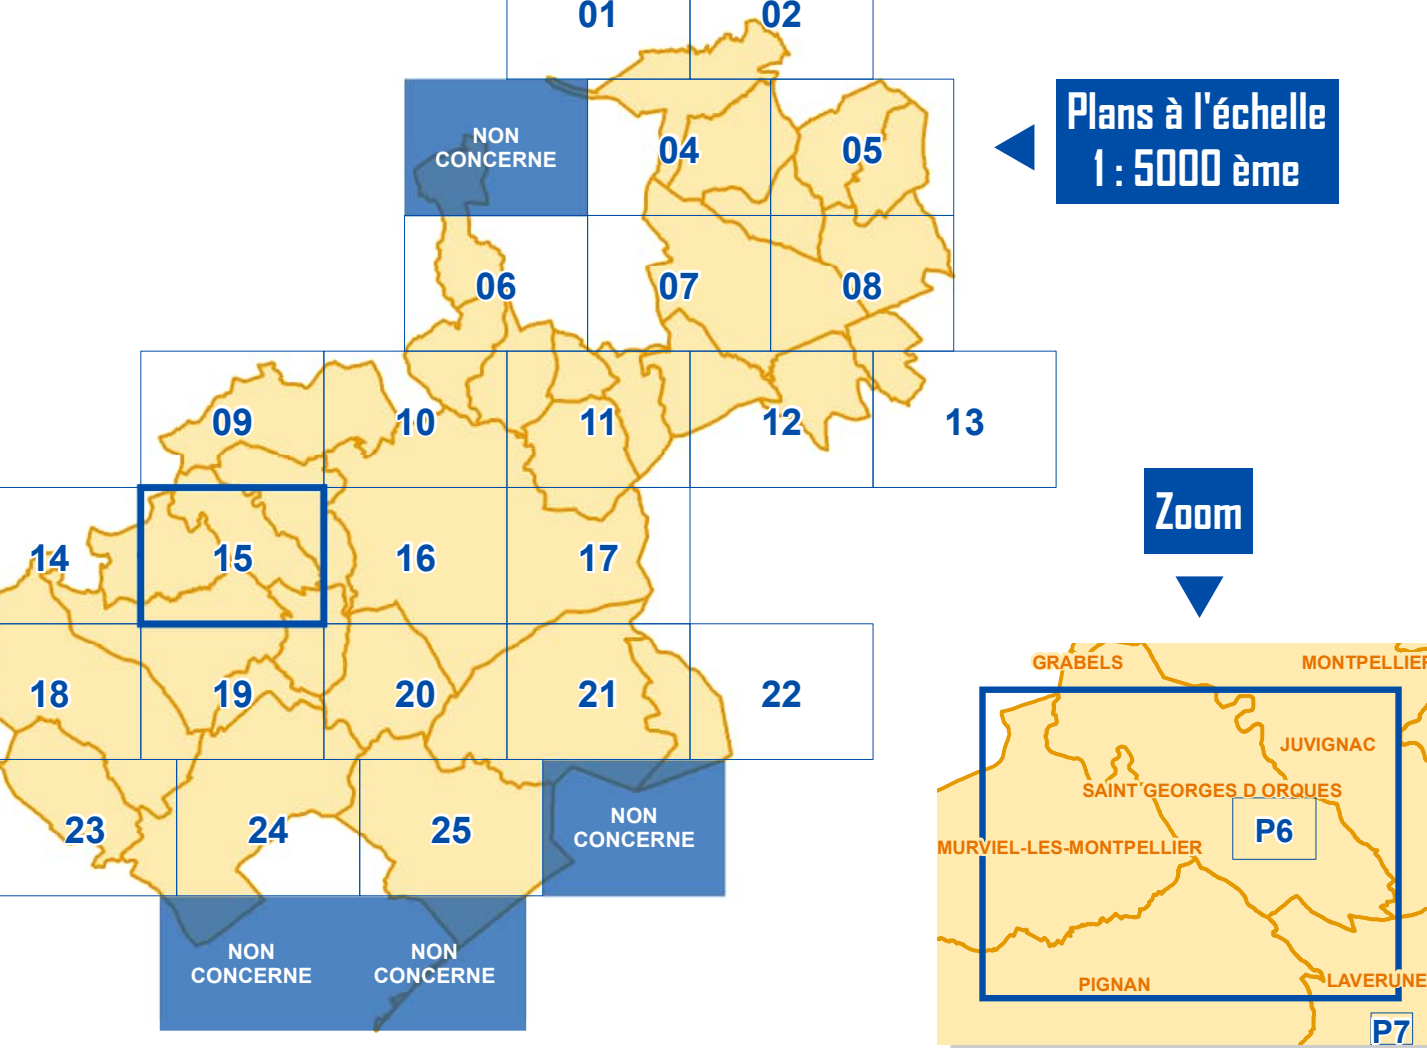 01
02
NON
CONCERNE
04
05
Plans à l'échelle
1 : 5000 ème
06
07
08
09
10
11
12
13
14
15
16
17
Zoom
18
19
20
21
22
23
24
25
NON
CONCERNE
NON
CONCERNE
NON
CONCERNE
GRABELS
MONTPELLIER
JUVIGNAC
SAINT GEORGES D ORQUES
P6
MURVIEL-LES-MONTPELLIER
PIGNAN
LAVERUNE
P7